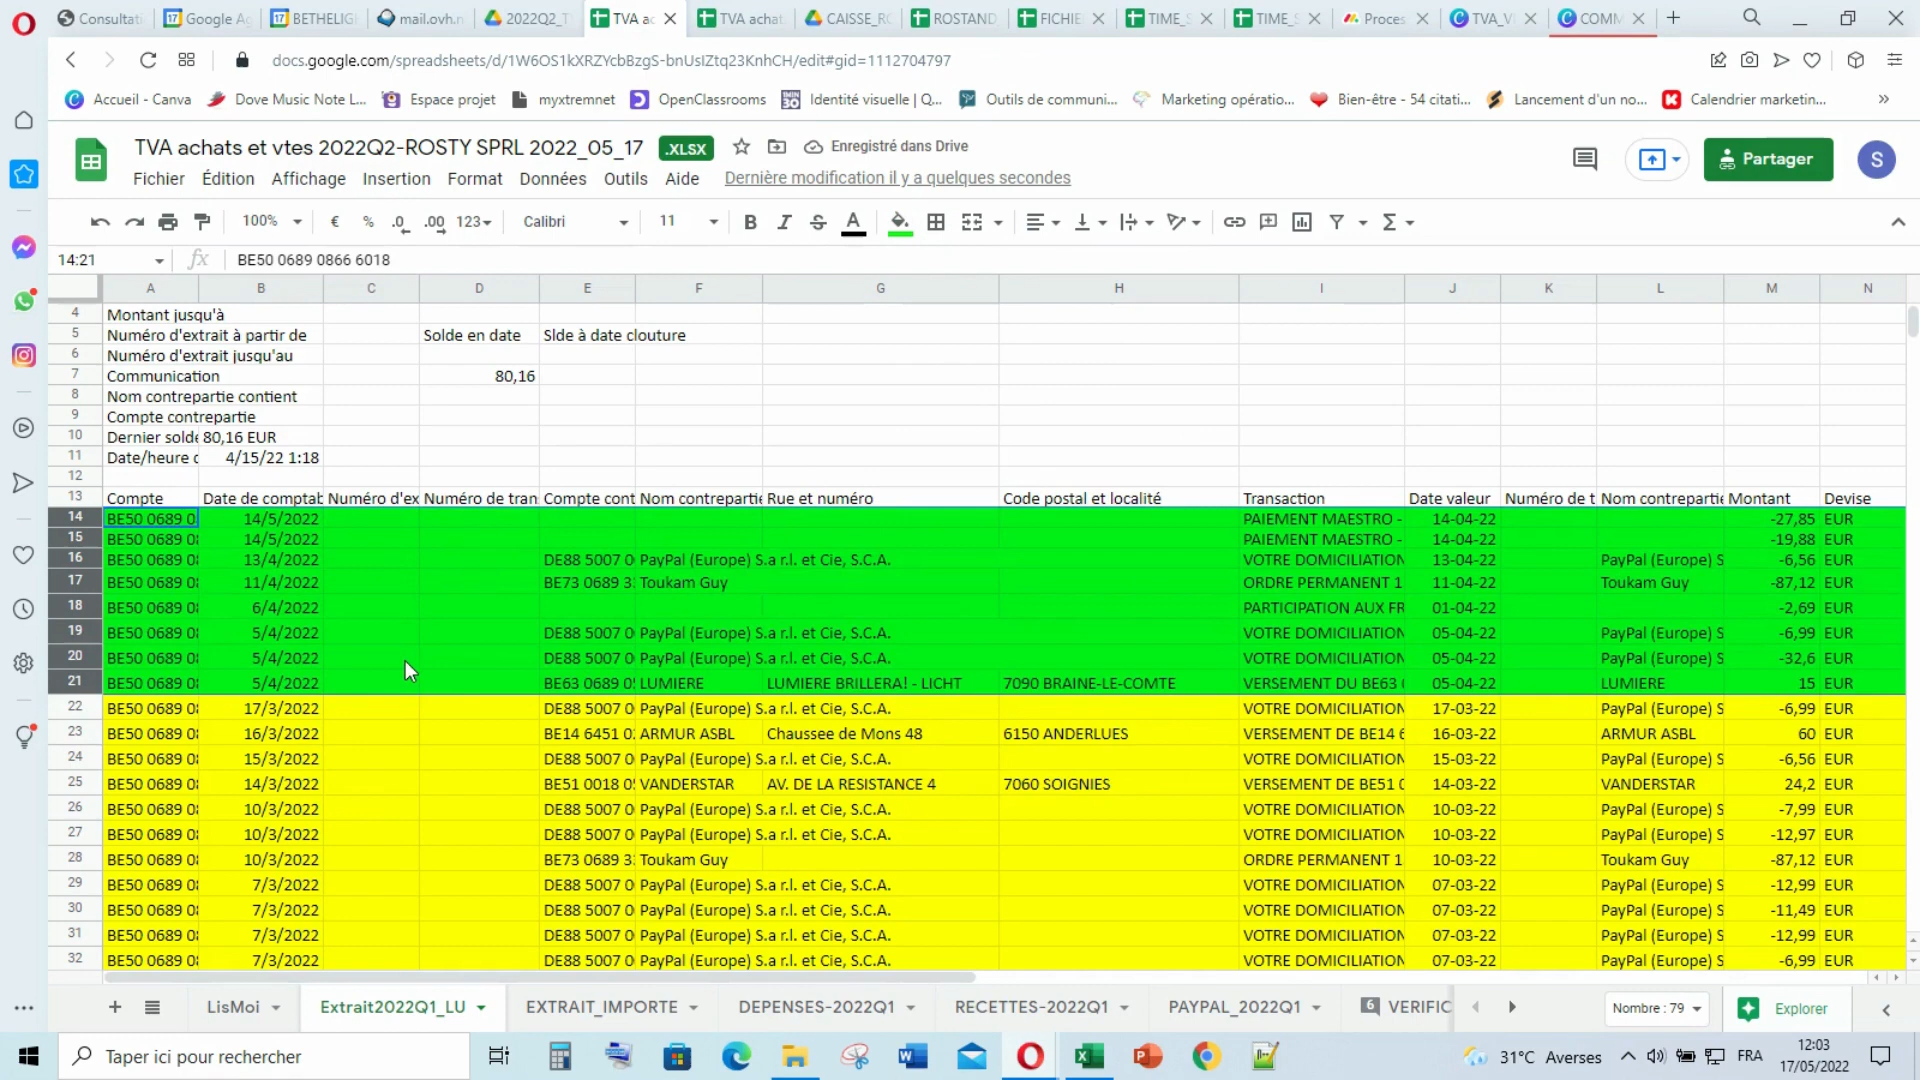 Consultati
Google Ag
BETHELIGH
mail.ovh.n
2022Q2_T
TVA ac
TVA achat
CAISSE_RO
ROSTAND
FICHIE
TIME_S
TIME_S
Proces
TVA_V
COMM
docs.google.com/spreadsheets/d/1W6OS1kXRZYcbBzgS-bnUsIZtq23KnhCH/edit#gid=1112704797
Accueil - Canva
Dove Music Note L...
Espace projet
myxtremnet
OpenClassrooms
Identité visuelle | Q...
Outils de communi...
Marketing opératio...
Bien-être - 54 citati...
Lancement d'un no...
Calendrier marketin...
TVA achats et vtes 2022Q2-ROSTY SPRL 2022_05_17 .XLSX
Enregistré dans Drive
Partager
S
Fichier Édition Affichage Insertion Format Données Outils Aide
Dernière modification il y a quelques secondes
100% € % .0 .00 123 Calibri 11 B I S A
14:21 fx BE50 0689 0866 6018
A B C D E F G H I J K L M N
4 Montant jusqu'à
5 Numéro d'extrait à partir de Solde en date Slde à date clouture
6 Numéro d'extrait jusqu'au
7 Communication 80,16
8 Nom contrepartie contient
9 Compte contrepartie
10 Dernier solde 80,16 EUR
11 Date/heure d 4/15/22 1:18
12
13 Compte Date de comptab Numéro d'ex Numéro de tran Compte cont Nom contrepartie Rue et numéro Code postal et localité Transaction Date valeur Numéro de t Nom contrepartie Montant Devise
14 BE50 0689 0 14/5/2022 PAIEMENT MAESTRO - 14-04-22 -27,85 EUR
15 BE50 0689 08 14/5/2022 PAIEMENT MAESTRO - 14-04-22 -19,88 EUR
16 BE50 0689 08 13/4/2022 DE88 5007 0 PayPal (Europe) S.a r.l. et Cie, S.C.A. VOTRE DOMICILIATION 13-04-22 PayPal (Europe) S -6,56 EUR
17 BE50 0689 08 11/4/2022 BE73 0689 3 Toukam Guy ORDRE PERMANENT 1 11-04-22 Toukam Guy -87,12 EUR
18 BE50 0689 08 6/4/2022 PARTICIPATION AUX FR 01-04-22 -2,69 EUR
19 BE50 0689 08 5/4/2022 DE88 5007 0 PayPal (Europe) S.a r.l. et Cie, S.C.A. VOTRE DOMICILIATION 05-04-22 PayPal (Europe) S -6,99 EUR
20 BE50 0689 08 5/4/2022 DE88 5007 0 PayPal (Europe) S.a r.l. et Cie, S.C.A. VOTRE DOMICILIATION 05-04-22 PayPal (Europe) S -32,6 EUR
21 BE50 0689 08 5/4/2022 BE63 0689 0 LUMIERE LUMIERE BRILLERA! - LICHT 7090 BRAINE-LE-COMTE VERSEMENT DU BE63 05-04-22 LUMIERE 15 EUR
22 BE50 0689 08 17/3/2022 DE88 5007 0 PayPal (Europe) S.a r.l. et Cie, S.C.A. VOTRE DOMICILIATION 17-03-22 PayPal (Europe) S -6,99 EUR
23 BE50 0689 08 16/3/2022 BE14 6451 0 ARMUR ASBL Chaussee de Mons 48 6150 ANDERLUES VERSEMENT DE BE14 6 16-03-22 ARMUR ASBL 60 EUR
24 BE50 0689 08 15/3/2022 DE88 5007 0 PayPal (Europe) S.a r.l. et Cie, S.C.A. VOTRE DOMICILIATION 15-03-22 PayPal (Europe) S -6,56 EUR
25 BE50 0689 08 14/3/2022 BE51 0018 0 VANDERSTAR AV. DE LA RESISTANCE 4 7060 SOIGNIES VERSEMENT DE BE51 0 14-03-22 VANDERSTAR 24,2 EUR
26 BE50 0689 08 10/3/2022 DE88 5007 0 PayPal (Europe) S.a r.l. et Cie, S.C.A. VOTRE DOMICILIATION 10-03-22 PayPal (Europe) S -7,99 EUR
27 BE50 0689 08 10/3/2022 DE88 5007 0 PayPal (Europe) S.a r.l. et Cie, S.C.A. VOTRE DOMICILIATION 10-03-22 PayPal (Europe) S -12,97 EUR
28 BE50 0689 08 10/3/2022 BE73 0689 3 Toukam Guy ORDRE PERMANENT 1 10-03-22 Toukam Guy -87,12 EUR
29 BE50 0689 08 7/3/2022 DE88 5007 0 PayPal (Europe) S.a r.l. et Cie, S.C.A. VOTRE DOMICILIATION 07-03-22 PayPal (Europe) S -12,99 EUR
30 BE50 0689 08 7/3/2022 DE88 5007 0 PayPal (Europe) S.a r.l. et Cie, S.C.A. VOTRE DOMICILIATION 07-03-22 PayPal (Europe) S -11,49 EUR
31 BE50 0689 08 7/3/2022 DE88 5007 0 PayPal (Europe) S.a r.l. et Cie, S.C.A. VOTRE DOMICILIATION 07-03-22 PayPal (Europe) S -12,99 EUR
32 BE50 0689 08 7/3/2022 DE88 5007 0 PayPal (Europe) S.a r.l. et Cie, S.C.A. VOTRE DOMICILIATION 07-03-22 PayPal (Europe) S -6,99 EUR
LisMoi Extrait2022Q1_LU EXTRAIT_IMPORTE DEPENSES-2022Q1 RECETTES-2022Q1 PAYPAL_2022Q1 6 VERIFIC Nombre : 79 Explorer
Taper ici pour rechercher
31°C Averses FRA 12:03
17/05/2022